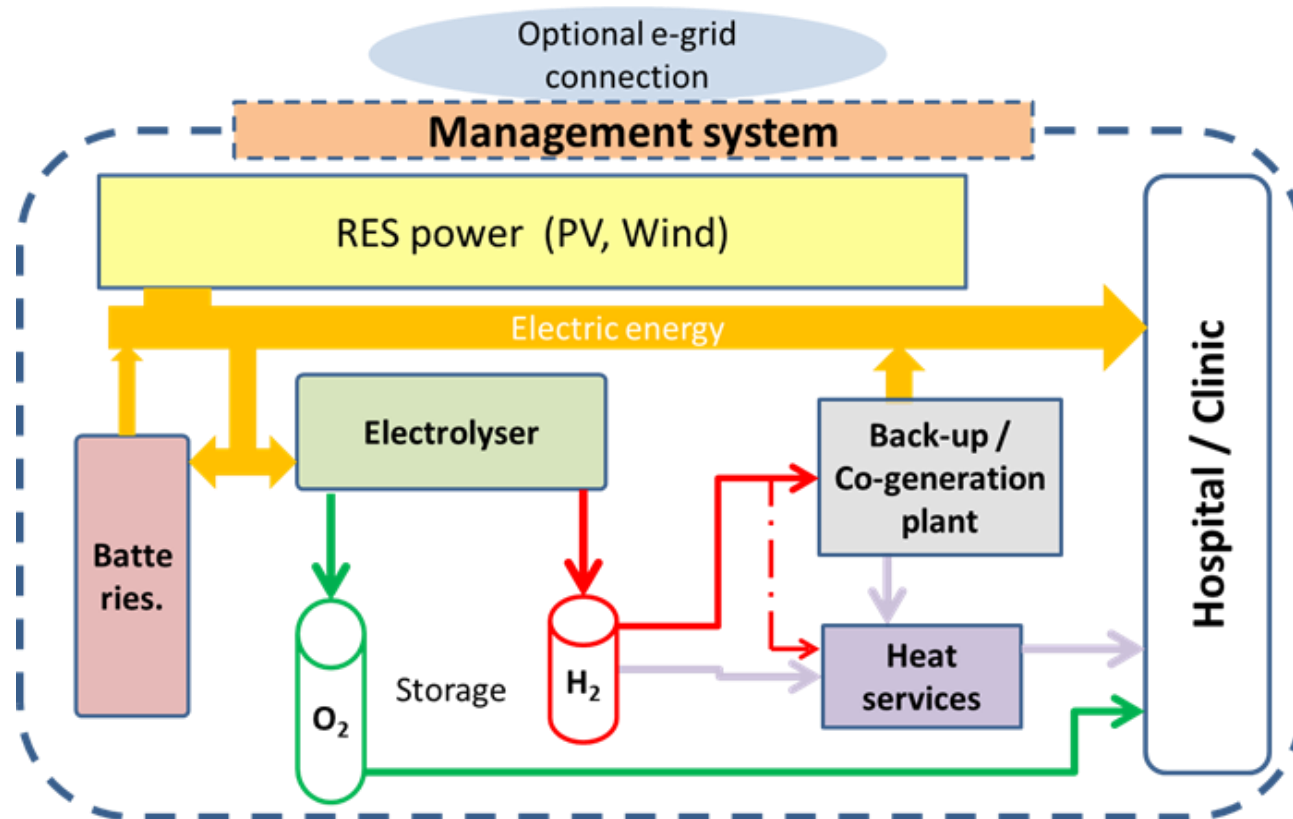 Optional e-grid
connection
Management system
RES power  (PV, Wind)
Electric energy
Electrolyser
Back-up /
Co-generation
plant
Batte
ries.
Hospital / Clinic
Heat
services
Storage
O₂
H₂